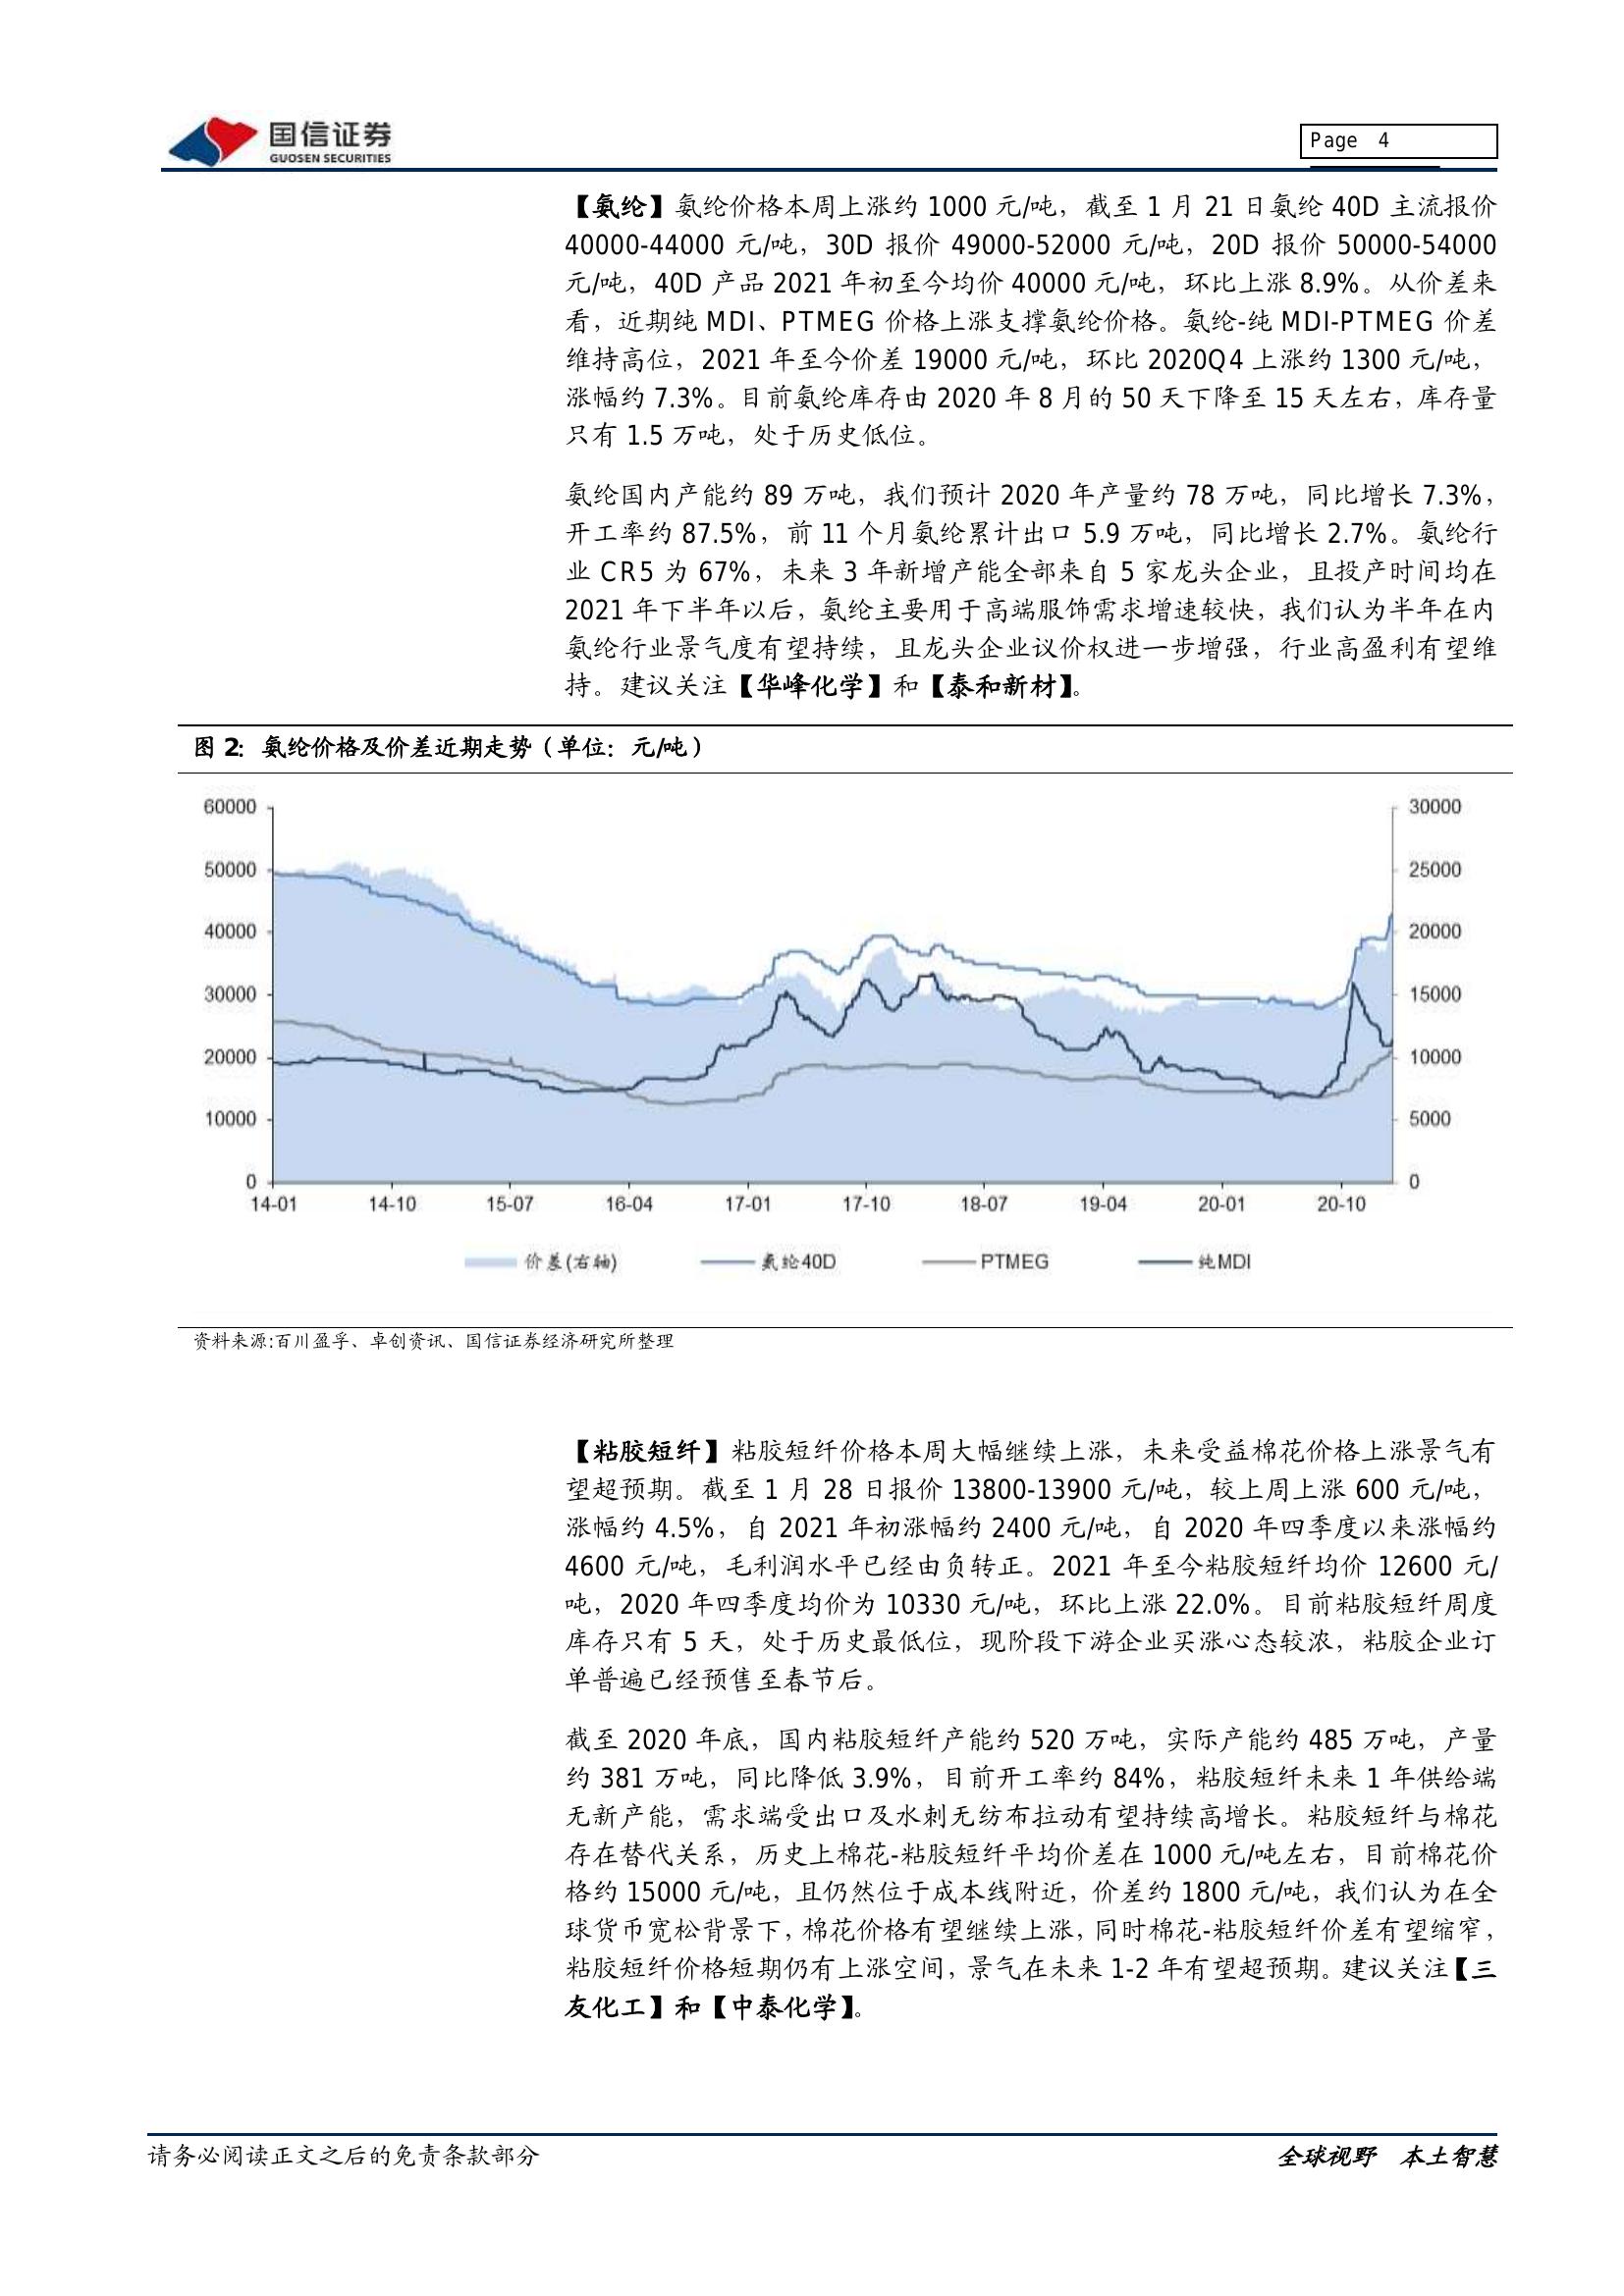 国信证券
GUOSEN SECURITIES
Page 4
【氨纶】氨纶价格本周上涨约 1000 元/吨，截至 1 月 21 日氨纶 40D 主流报价
40000-44000 元/吨，30D 报价 49000-52000 元/吨，20D 报价 50000-54000
元/吨，40D 产品 2021 年初至今均价 40000 元/吨，环比上涨 8.9%。从价差来
看，近期纯 MDI、PTMEG 价格上涨支撑氨纶价格。氨纶-纯 MDI-PTMEG 价差
维持高位，2021 年至今价差 19000 元/吨，环比 2020Q4 上涨约 1300 元/吨，
涨幅约 7.3%。目前氨纶库存由 2020 年 8 月的 50 天下降至 15 天左右，库存量
只有 1.5 万吨，处于历史低位。
氨纶国内产能约 89 万吨，我们预计 2020 年产量约 78 万吨，同比增长 7.3%，
开工率约 87.5%，前 11 个月氨纶累计出口 5.9 万吨，同比增长 2.7%。氨纶行
业 CR5 为 67%，未来 3 年新增产能全部来自 5 家龙头企业，且投产时间均在
2021 年下半年以后，氨纶主要用于高端服饰需求增速较快，我们认为半年在内
氨纶行业景气度有望持续，且龙头企业议价权进一步增强，行业高盈利有望维
持。建议关注【华峰化学】和【泰和新材】。
图 2：氨纶价格及价差近期走势（单位：元/吨）
60000 30000
50000 25000
40000 20000
30000 15000
20000 10000
10000 5000
0 0
14-01 14-10 15-07 16-04 17-01 17-10 18-07 19-04 20-01 20-10
价差(右轴) 氨纶40D PTMEG 纯MDI
资料来源:百川盈孚、卓创资讯、国信证券经济研究所整理
【粘胶短纤】粘胶短纤价格本周大幅继续上涨，未来受益棉花价格上涨景气有
望超预期。截至 1 月 28 日报价 13800-13900 元/吨，较上周上涨 600 元/吨，
涨幅约 4.5%，自 2021 年初涨幅约 2400 元/吨，自 2020 年四季度以来涨幅约
4600 元/吨，毛利润水平已经由负转正。2021 年至今粘胶短纤均价 12600 元/
吨，2020 年四季度均价为 10330 元/吨，环比上涨 22.0%。目前粘胶短纤周度
库存只有 5 天，处于历史最低位，现阶段下游企业买涨心态较浓，粘胶企业订
单普遍已经预售至春节后。
截至 2020 年底，国内粘胶短纤产能约 520 万吨，实际产能约 485 万吨，产量
约 381 万吨，同比降低 3.9%，目前开工率约 84%，粘胶短纤未来 1 年供给端
无新产能，需求端受出口及水刺无纺布拉动有望持续高增长。粘胶短纤与棉花
存在替代关系，历史上棉花-粘胶短纤平均价差在 1000 元/吨左右，目前棉花价
格约 15000 元/吨，且仍然位于成本线附近，价差约 1800 元/吨，我们认为在全
球货币宽松背景下，棉花价格有望继续上涨，同时棉花-粘胶短纤价差有望缩窄，
粘胶短纤价格短期仍有上涨空间，景气在未来 1-2 年有望超预期。建议关注【三
友化工】和【中泰化学】。
请务必阅读正文之后的免责条款部分
全球视野 本土智慧